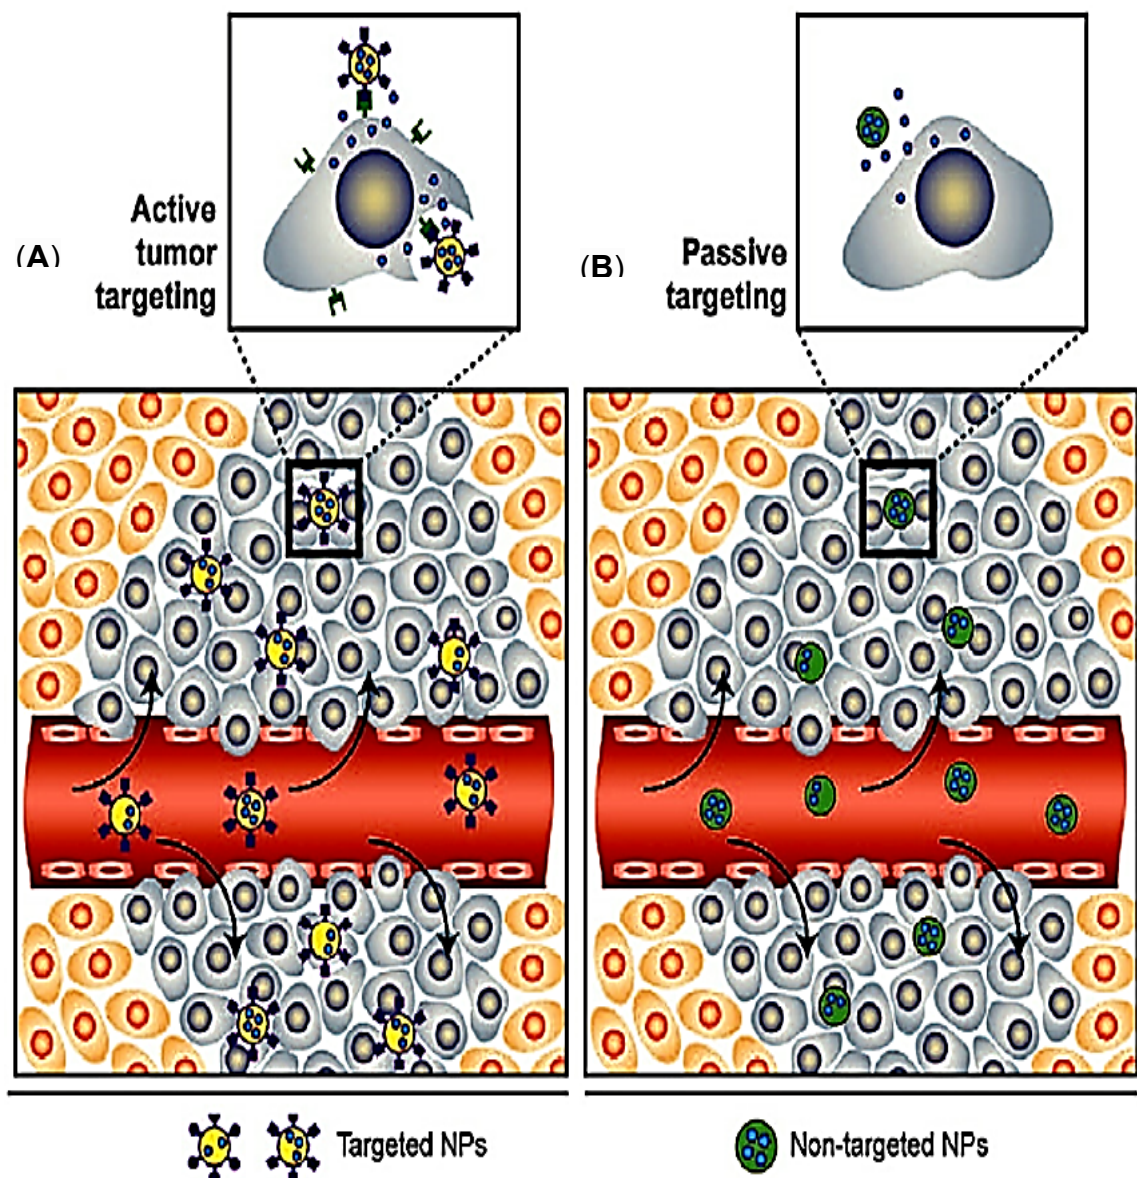 (A)
Active
tumor
targeting
(B)
Passive
targeting
Targeted NPs
Non-targeted NPs